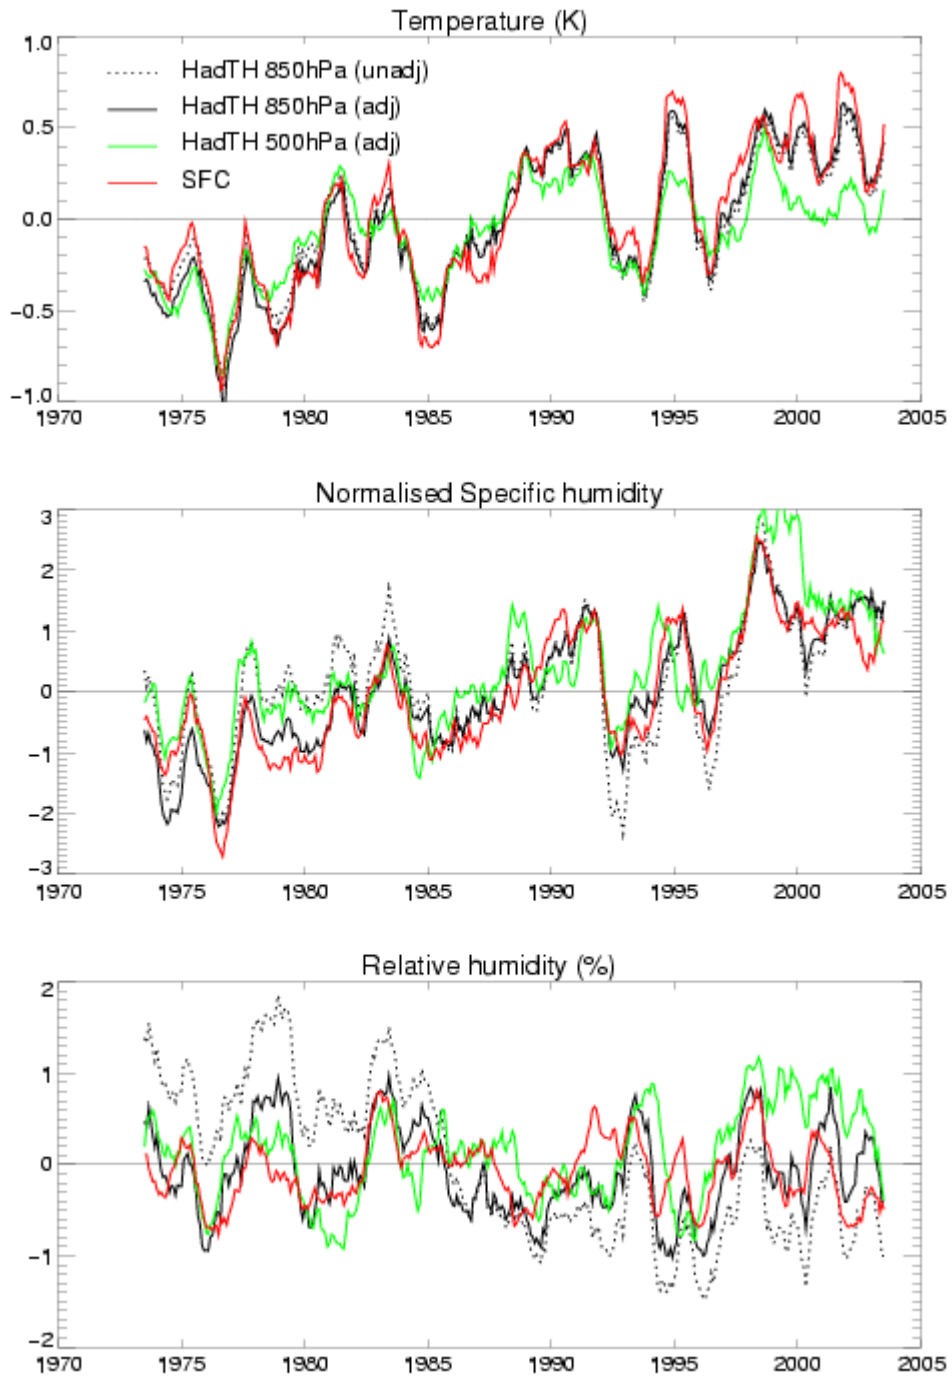 Temperature (K)
1.0
HadTH 850hPa (unadj)
HadTH 850hPa (adj)
0.5
HadTH 500hPa (adj)
SFC
0.0
−0.5
−1.0
1970 1975 1980 1985 1990 1995 2000 2005
Normalised Specific humidity
3
2
1
0
−1
−2
−3
1970 1975 1980 1985 1990 1995 2000 2005
Relative humidity (%)
2
1
0
−1
−2
1970 1975 1980 1985 1990 1995 2000 2005